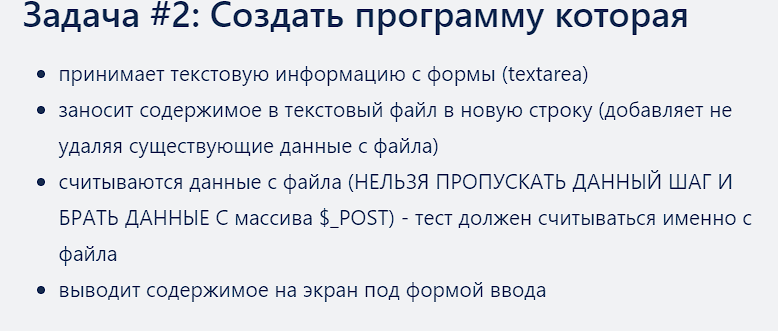 Задача #2: Создать программу которая
• принимает текстовую информацию с формы (textarea)
• заносит содержимое в текстовый файл в новую строку (добавляет не
удаляя существующие данные с файла)
• считываются данные с файла (НЕЛЬЗЯ ПРОПУСКАТЬ ДАННЫЙ ШАГ И
БРАТЬ ДАННЫЕ С массива $_POST) - тест должен считываться именно с
файла
• выводит содержимое на экран под формой ввода